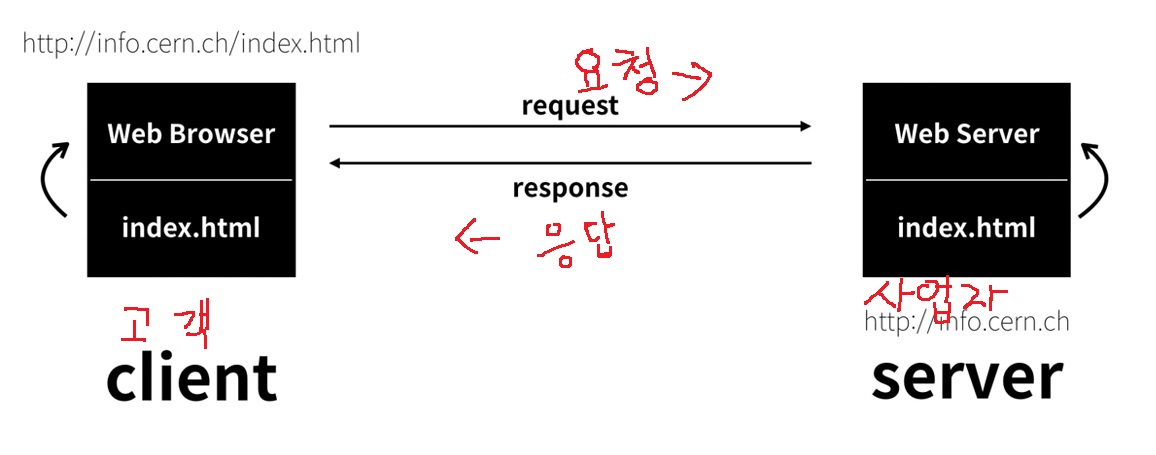 http://info.cern.ch/index.html
요청 →
request
Web Browser
Web Server
response
index.html
index.html
← 응답
고객
사업자
http://info.cern.ch
client
server